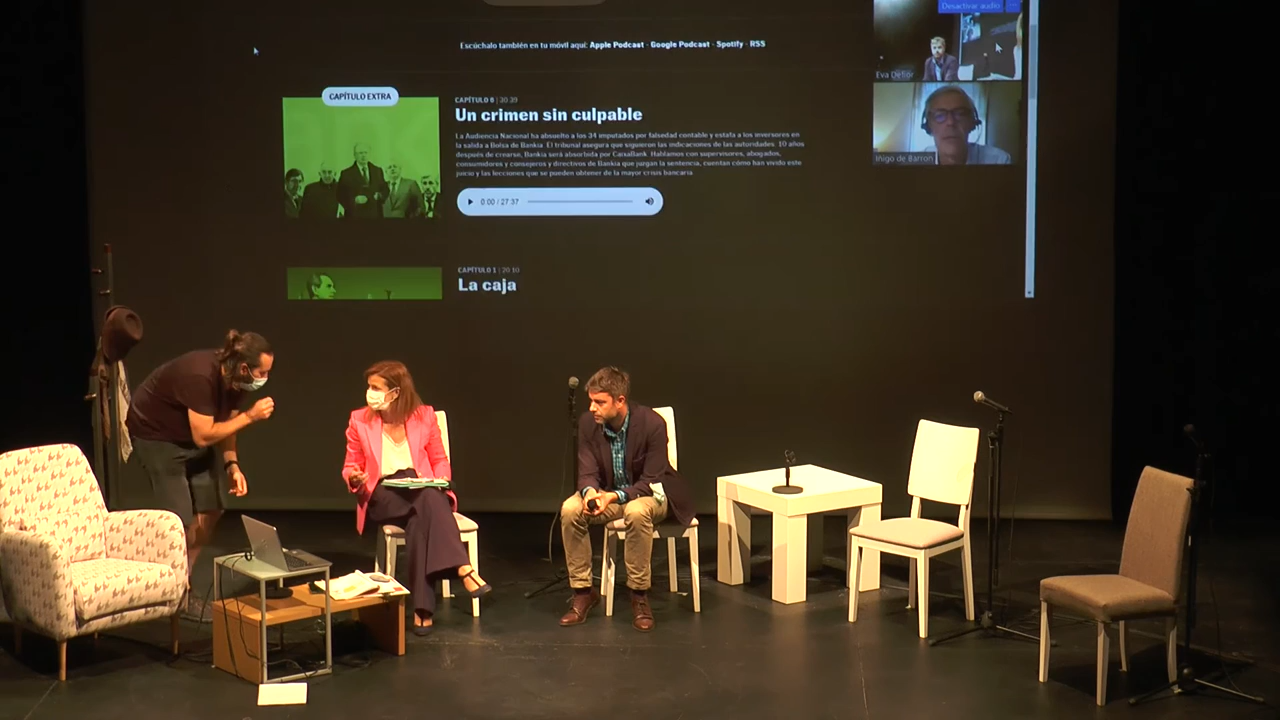 Desactivar audio
Escúchalo también en tu móvil aquí: Apple Podcast - Google Podcast - Spotify - RSS
Eva Defior
Iñigo de Barron
CAPÍTULO EXTRA
CAPÍTULO 8 | 30:39
Un crimen sin culpable
La Audiencia Nacional ha absuelto a los 34 imputados por falsedad contable y estafa a los inversores en
la salida a Bolsa de Bankia. El tribunal asegura que siguieron las indicaciones de las autoridades. 10 años
después de crearse, Bankia será absorbida por CaixaBank. Hablamos con supervisores, abogados,
consumidores y consejeros y directivos de Bankia que juzgan la sentencia, cuentan cómo han vivido este
juicio y las lecciones que se pueden obtener de la mayor crisis bancaria
0:00 / 27:37
CAPÍTULO 1 | 20:10
La caja